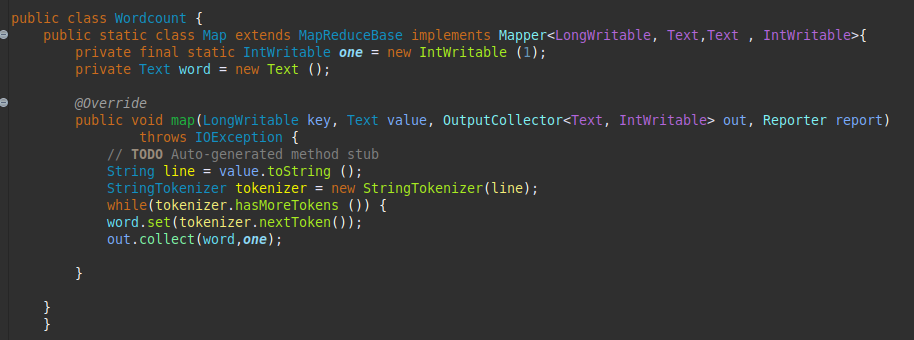 public class Wordcount {
    public static class Map extends MapReduceBase implements Mapper<LongWritable, Text,Text , IntWritable>{
        private final static IntWritable one = new IntWritable (1);
        private Text word = new Text ();

        @Override
        public void map(LongWritable key, Text value, OutputCollector<Text, IntWritable> out, Reporter report)
                throws IOException {
            // TODO Auto-generated method stub
            String line = value.toString ();
            StringTokenizer tokenizer = new StringTokenizer(line);
            while(tokenizer.hasMoreTokens ()) {
            word.set(tokenizer.nextToken());
            out.collect(word,one);

        }

    }
    }